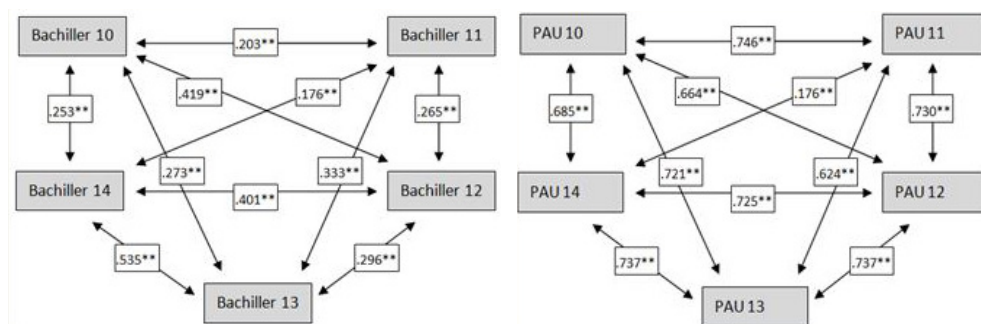 Bachiller 10
.203**
Bachiller 11
.419**
.176**
.253**
.265**
Bachiller 14
.273**
.333**
Bachiller 12
.401**
.535**
.296**
Bachiller 13
PAU 10
.746**
PAU 11
.664**
.176**
.685**
.730**
PAU 14
.721**
.624**
PAU 12
.725**
.737**
.737**
PAU 13